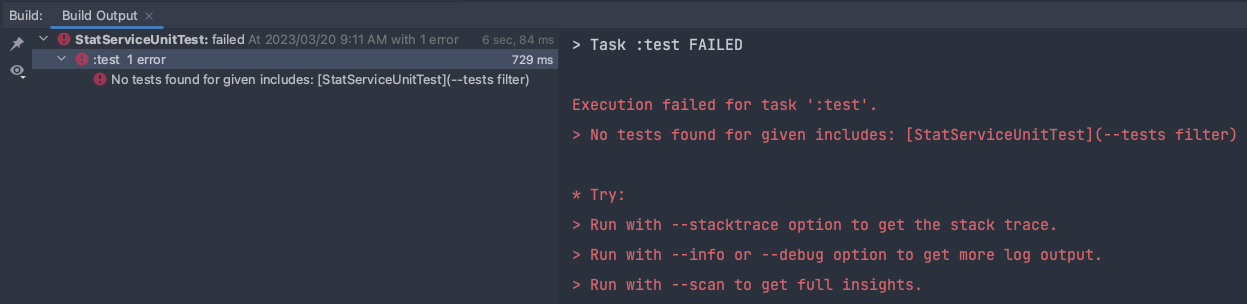 Build: Build Output ×
StatServiceUnitTest: failed At 2023/03/20 9:11 AM with 1 error 6 sec, 84 ms
:test 1 error 729 ms
No tests found for given includes: [StatServiceUnitTest](--tests filter)
> Task :test FAILED
Execution failed for task ':test'.
> No tests found for given includes: [StatServiceUnitTest](--tests filter)
* Try:
> Run with --stacktrace option to get the stack trace.
> Run with --info or --debug option to get more log output.
> Run with --scan to get full insights.